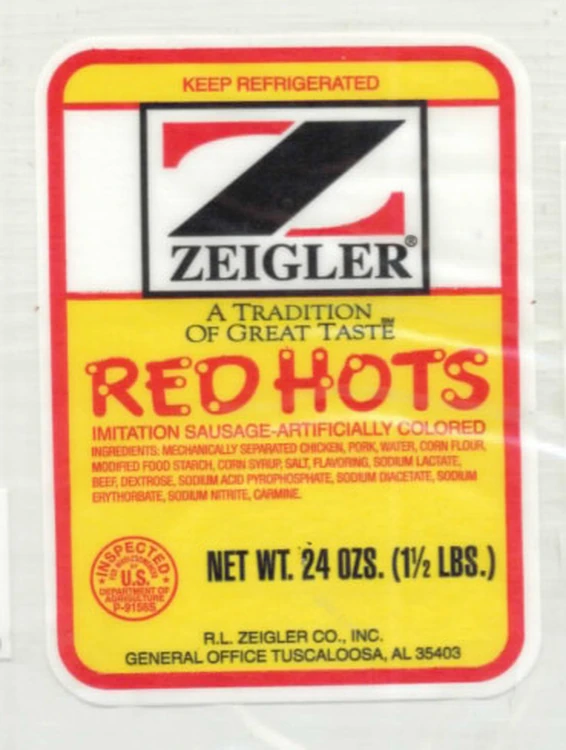 KEEP REFRIGERATED
ZEIGLER®
A TRADITION
OF GREAT TASTE℠
RED HOTS
IMITATION SAUSAGE-ARTIFICIALLY COLORED
INGREDIENTS: MECHANICALLY SEPARATED CHICKEN, PORK, WATER, CORN FLOUR,
MODIFIED FOOD STARCH, CORN SYRUP, SALT, FLAVORING, SODIUM LACTATE,
BEEF, DEXTROSE, SODIUM ACID PYROPHOSPHATE, SODIUM DIACETATE, SODIUM
ERYTHORBATE, SODIUM NITRITE, CARMINE.
INSPECTED
U.S.
DEPARTMENT OF
AGRICULTURE
P-9156S
NET WT. 24 OZS. (1½ LBS.)
R.L. ZEIGLER CO., INC.
GENERAL OFFICE TUSCALOOSA, AL 35403